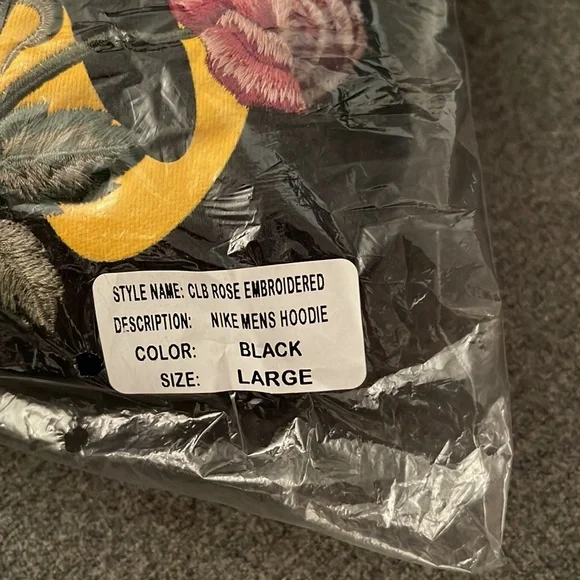 STYLE NAME: CLB ROSE EMBROIDERED
DESCRIPTION: NIKE MENS HOODIE
COLOR: BLACK
SIZE: LARGE